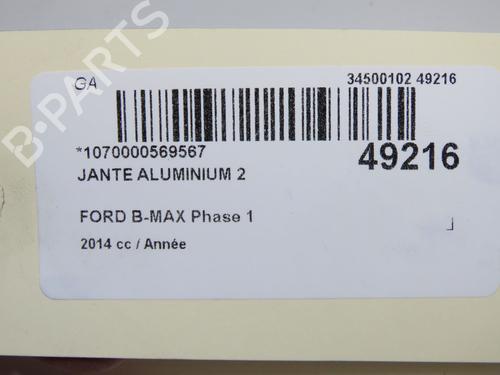 GA
34500102 49216
*1070000569567
49216
JANTE ALUMINIUM 2
FORD B-MAX Phase 1
2014 cc / Année
B-PARTS